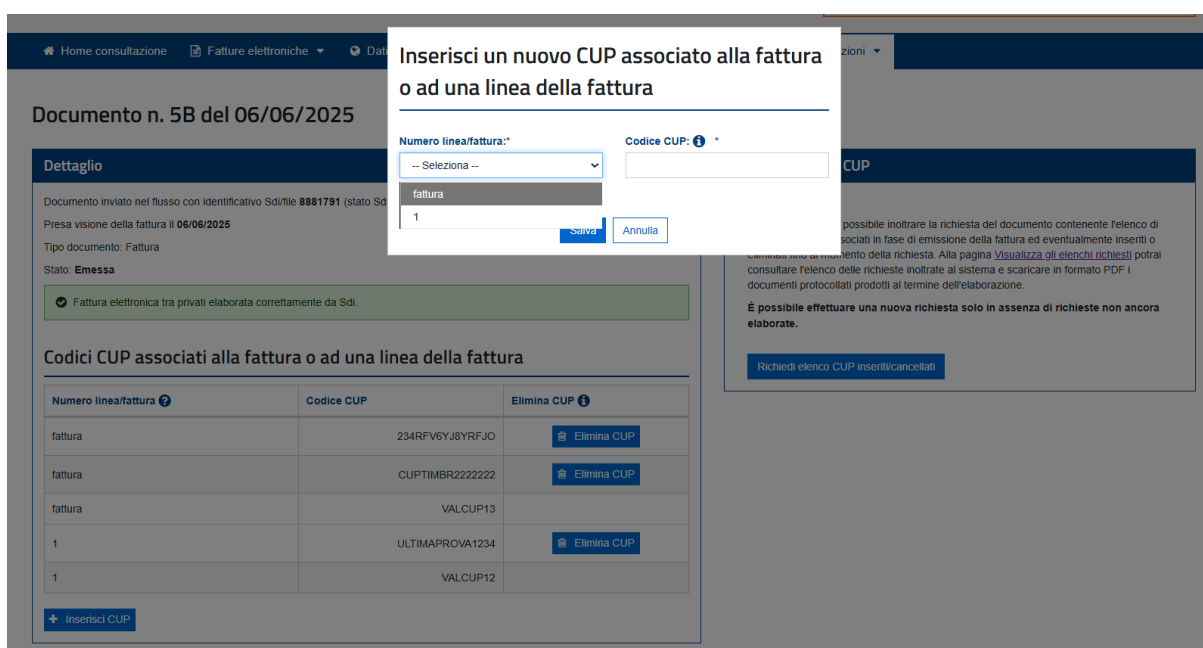 Home consultazione Fatture elettroniche Dati zioni
Inserisci un nuovo CUP associato alla fattura
o ad una linea della fattura
Numero linea/fattura:* Codice CUP: *
-- Seleziona --
fattura
1
Salva Annulla
Documento n. 5B del 06/06/2025
Dettaglio
Documento inviato nel flusso con identificativo Sdi/file 8881791 (stato Sd
Presa visione della fattura il 06/06/2025
Tipo documento: Fattura
Stato: Emessa
Fattura elettronica tra privati elaborata correttamente da Sdi.
Codici CUP associati alla fattura o ad una linea della fattura
Numero linea/fattura Codice CUP Elimina CUP
fattura 234RFV6YJ8YRFJO Elimina CUP
fattura CUPTIMBR2222222 Elimina CUP
fattura VALCUP13
1 ULTIMAPROVA1234 Elimina CUP
1 VALCUP12
Inserisci CUP
CUP
possibile inoltrare la richiesta del documento contenente l'elenco di
sociati in fase di emissione della fattura ed eventualmente inseriti o
eliminati fino al momento della richiesta. Alla pagina Visualizza gli elenchi richiesti potrai
consultare l'elenco delle richieste inoltrate al sistema e scaricare in formato PDF i
documenti protocollati prodotti al termine dell'elaborazione.
È possibile effettuare una nuova richiesta solo in assenza di richieste non ancora
elaborate.
Richiedi elenco CUP inseriti/cancellati